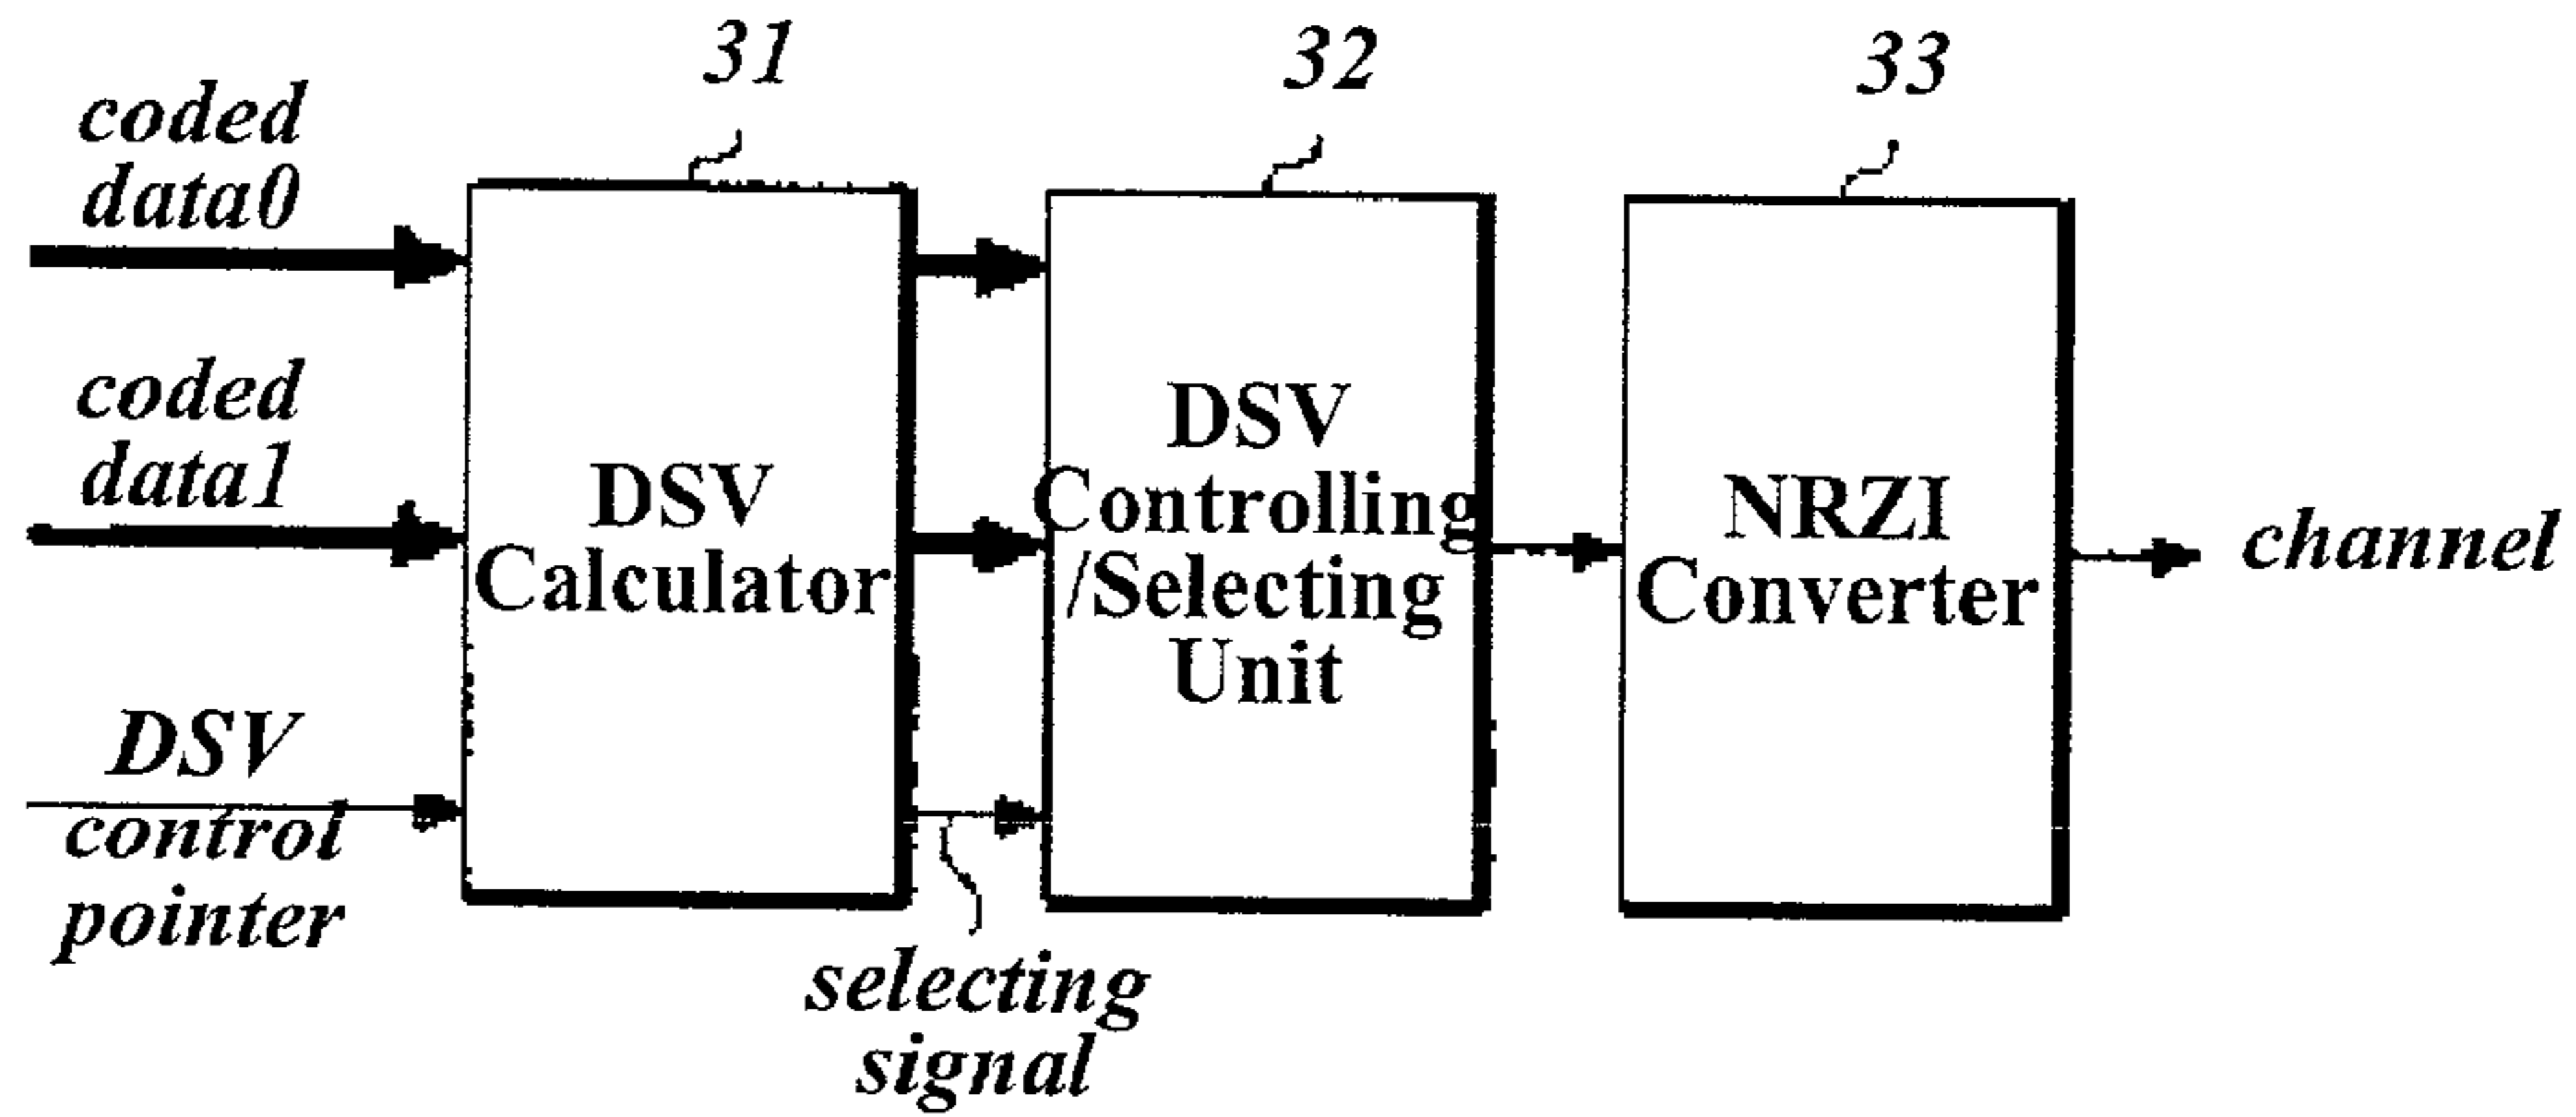 31
32
33
coded
data0
coded
data1
DSV
control
pointer
DSV
Calculator
selecting
signal
DSV
Controlling
/Selecting
Unit
NRZI
Converter
channel